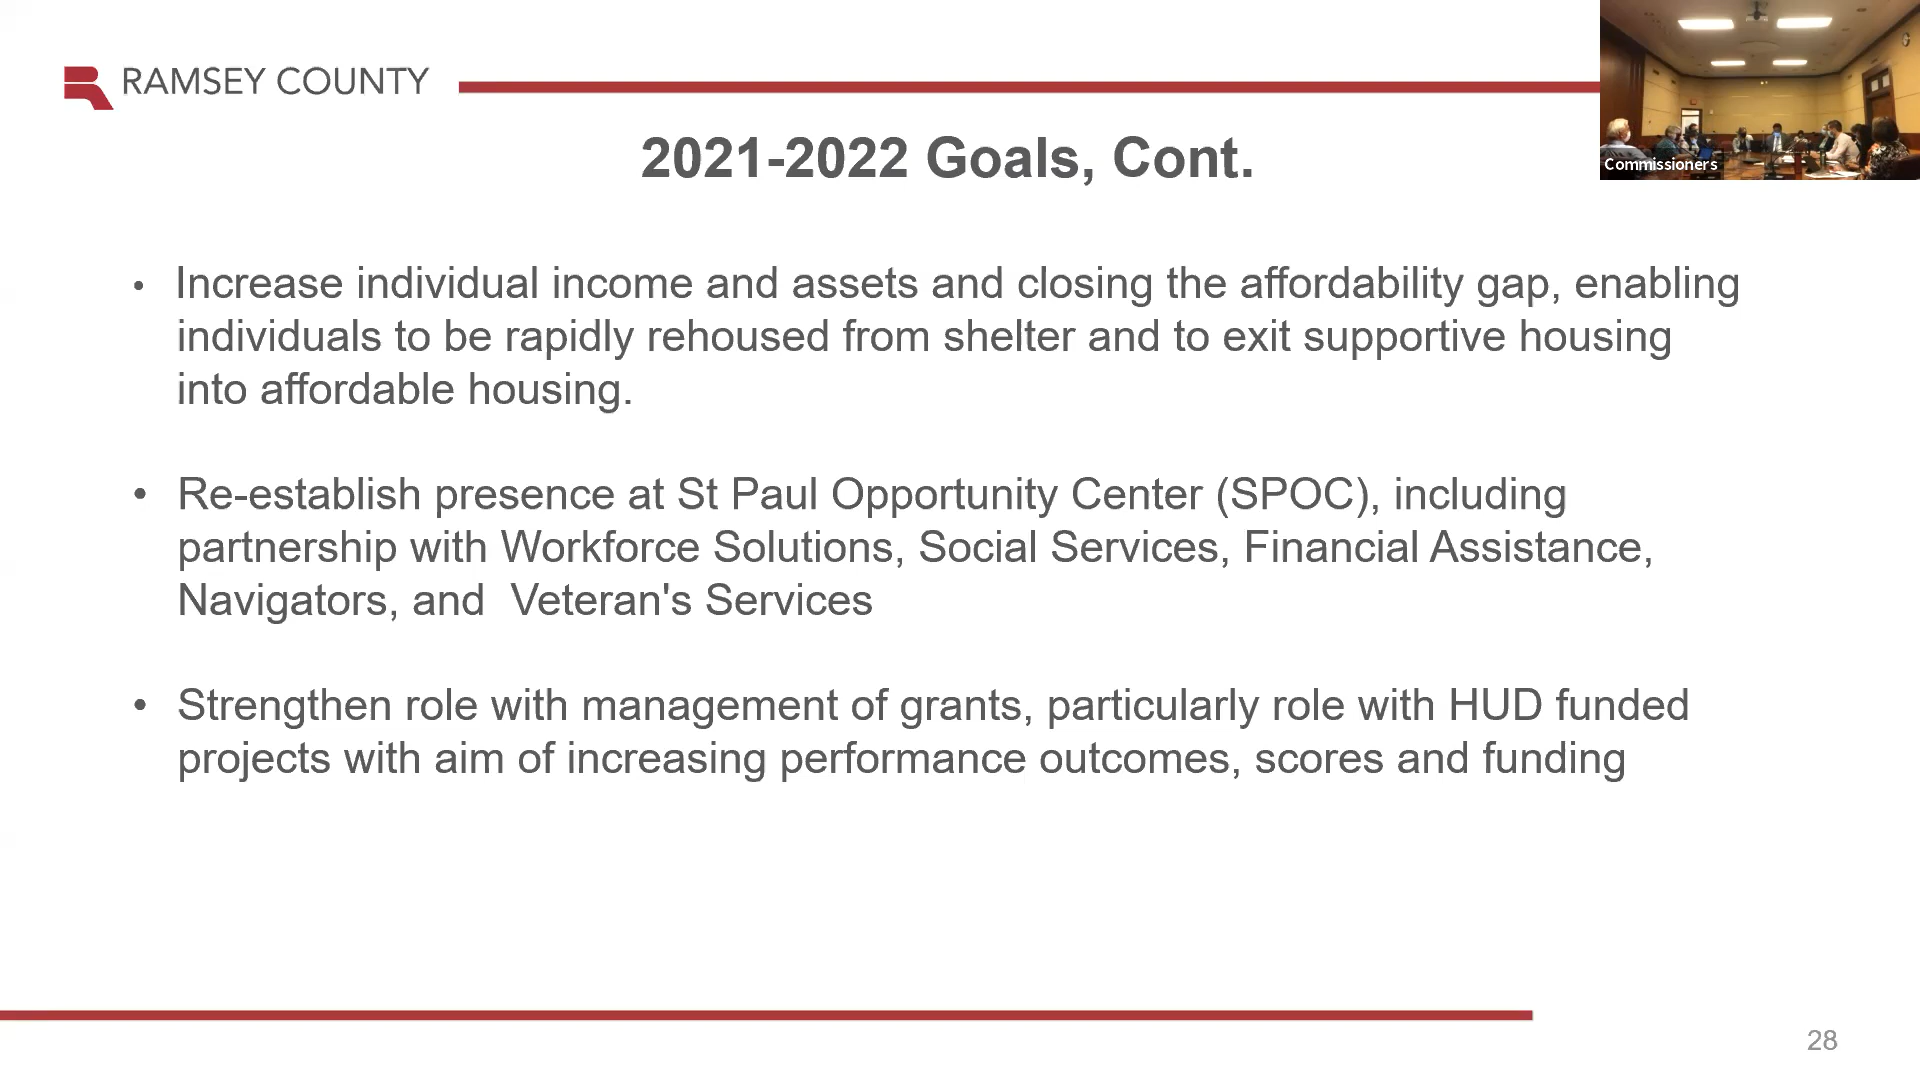 RAMSEY COUNTY
Commissioners
2021-2022 Goals, Cont.
• Increase individual income and assets and closing the affordability gap, enabling
individuals to be rapidly rehoused from shelter and to exit supportive housing
into affordable housing.
• Re-establish presence at St Paul Opportunity Center (SPOC), including
partnership with Workforce Solutions, Social Services, Financial Assistance,
Navigators, and  Veteran's Services
• Strengthen role with management of grants, particularly role with HUD funded
projects with aim of increasing performance outcomes, scores and funding
28